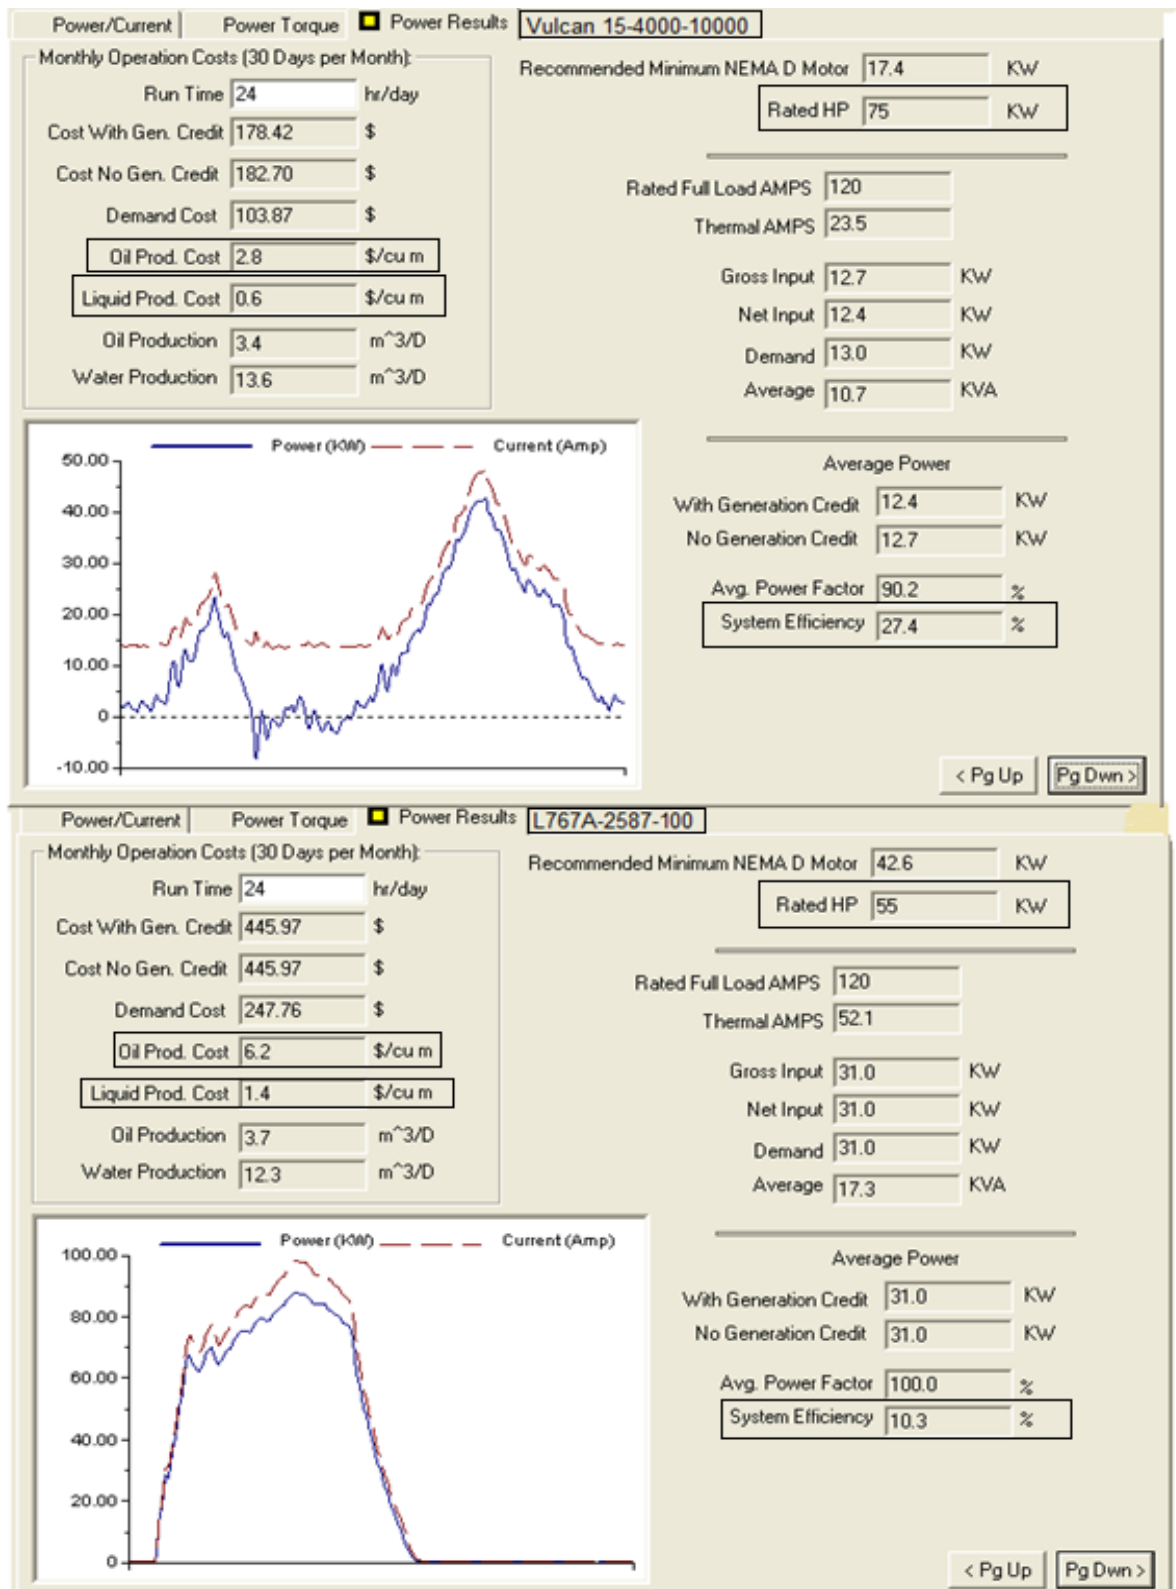 Power/Current Power Torque Power Results Vulcan 15-4000-10000
Monthly Operation Costs (30 Days per Month):
Run Time 24 hr/day
Cost With Gen. Credit 178.42 $
Cost No Gen. Credit 182.70 $
Demand Cost 103.87 $
Oil Prod. Cost 2.8 $/cu m
Liquid Prod. Cost 0.6 $/cu m
Oil Production 3.4 m^3/D
Water Production 13.6 m^3/D
Recommended Minimum NEMA D Motor 17.4 KW
Rated HP 75 KW
Rated Full Load AMPS 120
Thermal AMPS 23.5
Gross Input 12.7 KW
Net Input 12.4 KW
Demand 13.0 KW
Average 10.7 KVA
Average Power
With Generation Credit 12.4 KW
No Generation Credit 12.7 KW
Avg. Power Factor 90.2 %
System Efficiency 27.4 %
Power (KW) Current (Amp)
50.00
40.00
30.00
20.00
10.00
0
-10.00
< Pg Up Pg Dwn >
Power/Current Power Torque Power Results L767A-2587-100
Monthly Operation Costs (30 Days per Month):
Run Time 24 hr/day
Cost With Gen. Credit 445.97 $
Cost No Gen. Credit 445.97 $
Demand Cost 247.76 $
Oil Prod. Cost 6.2 $/cu m
Liquid Prod. Cost 1.4 $/cu m
Oil Production 3.7 m^3/D
Water Production 12.3 m^3/D
Recommended Minimum NEMA D Motor 42.6 KW
Rated HP 55 KW
Rated Full Load AMPS 120
Thermal AMPS 52.1
Gross Input 31.0 KW
Net Input 31.0 KW
Demand 31.0 KW
Average 17.3 KVA
Average Power
With Generation Credit 31.0 KW
No Generation Credit 31.0 KW
Avg. Power Factor 100.0 %
System Efficiency 10.3 %
Power (KW) Current (Amp)
100.00
80.00
60.00
40.00
20.00
0
< Pg Up Pg Dwn >